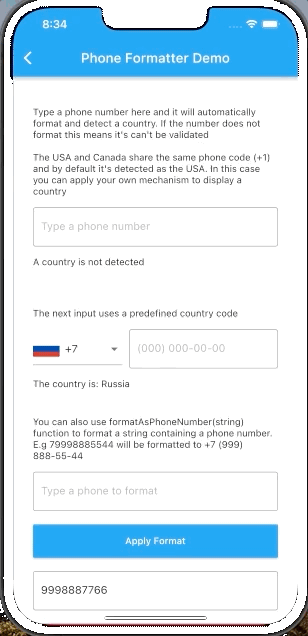 8:34
Phone Formatter Demo
Type a phone number here and it will automatically
format and detect a country. If the number does not
format this means it's can't be validated
The USA and Canada share the same phone code (+1)
and by default it's detected as the USA. In this case
you can apply your own mechanism to display a
country
Type a phone number
A country is not detected
The next input uses a predefined country code
+7 (000) 000-00-00
The country is: Russia
You can also use formatAsPhoneNumber(string)
function to format a string containing a phone number.
E.g 79998885544 will be formatted to +7 (999)
888-55-44
Type a phone to format
Apply Format
9998887766